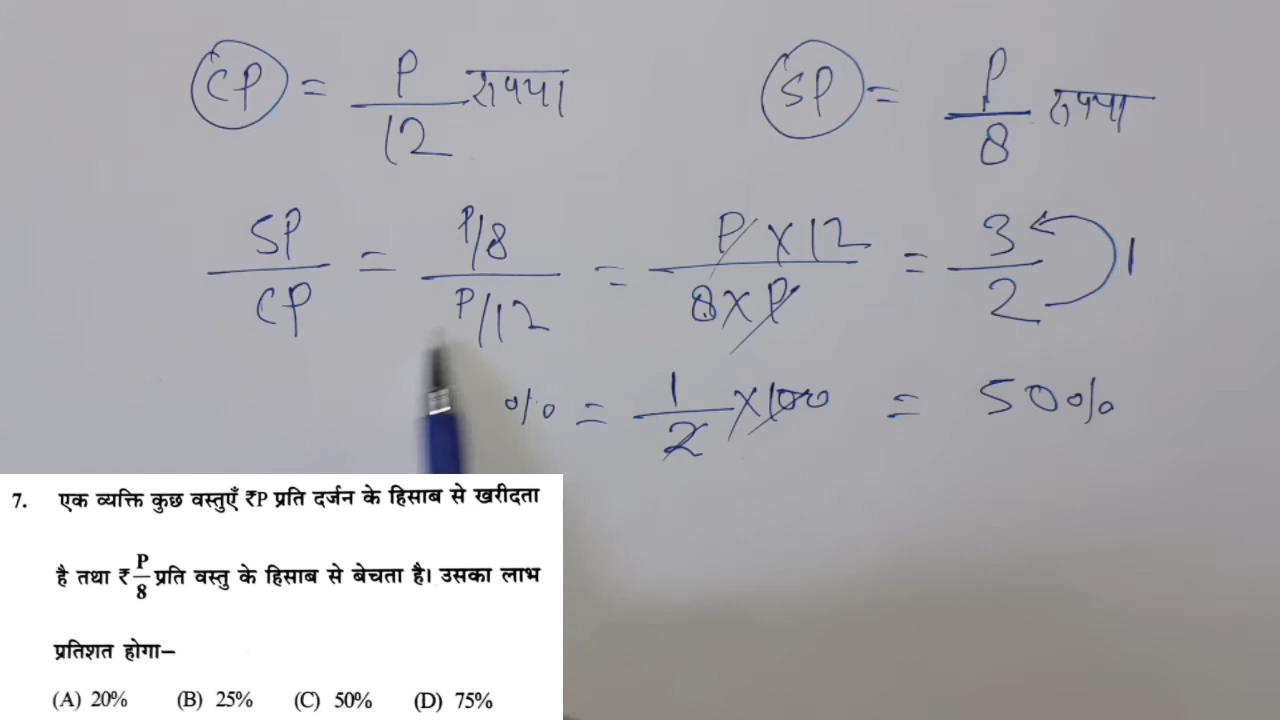 CP = P/12 रुपया SP = P/8 रुपया
SP/CP = P/8 / P/12 = P × 12 / 8 × P = 3/2 1
% = 1/2 × 100 = 50%
7. एक व्यक्ति कुछ वस्तुएँ ₹P प्रति दर्जन के हिसाब से खरीदता
है तथा ₹ P/8 प्रति वस्तु के हिसाब से बेचता है। उसका लाभ
प्रतिशत होगा–
(A) 20% (B) 25% (C) 50% (D) 75%